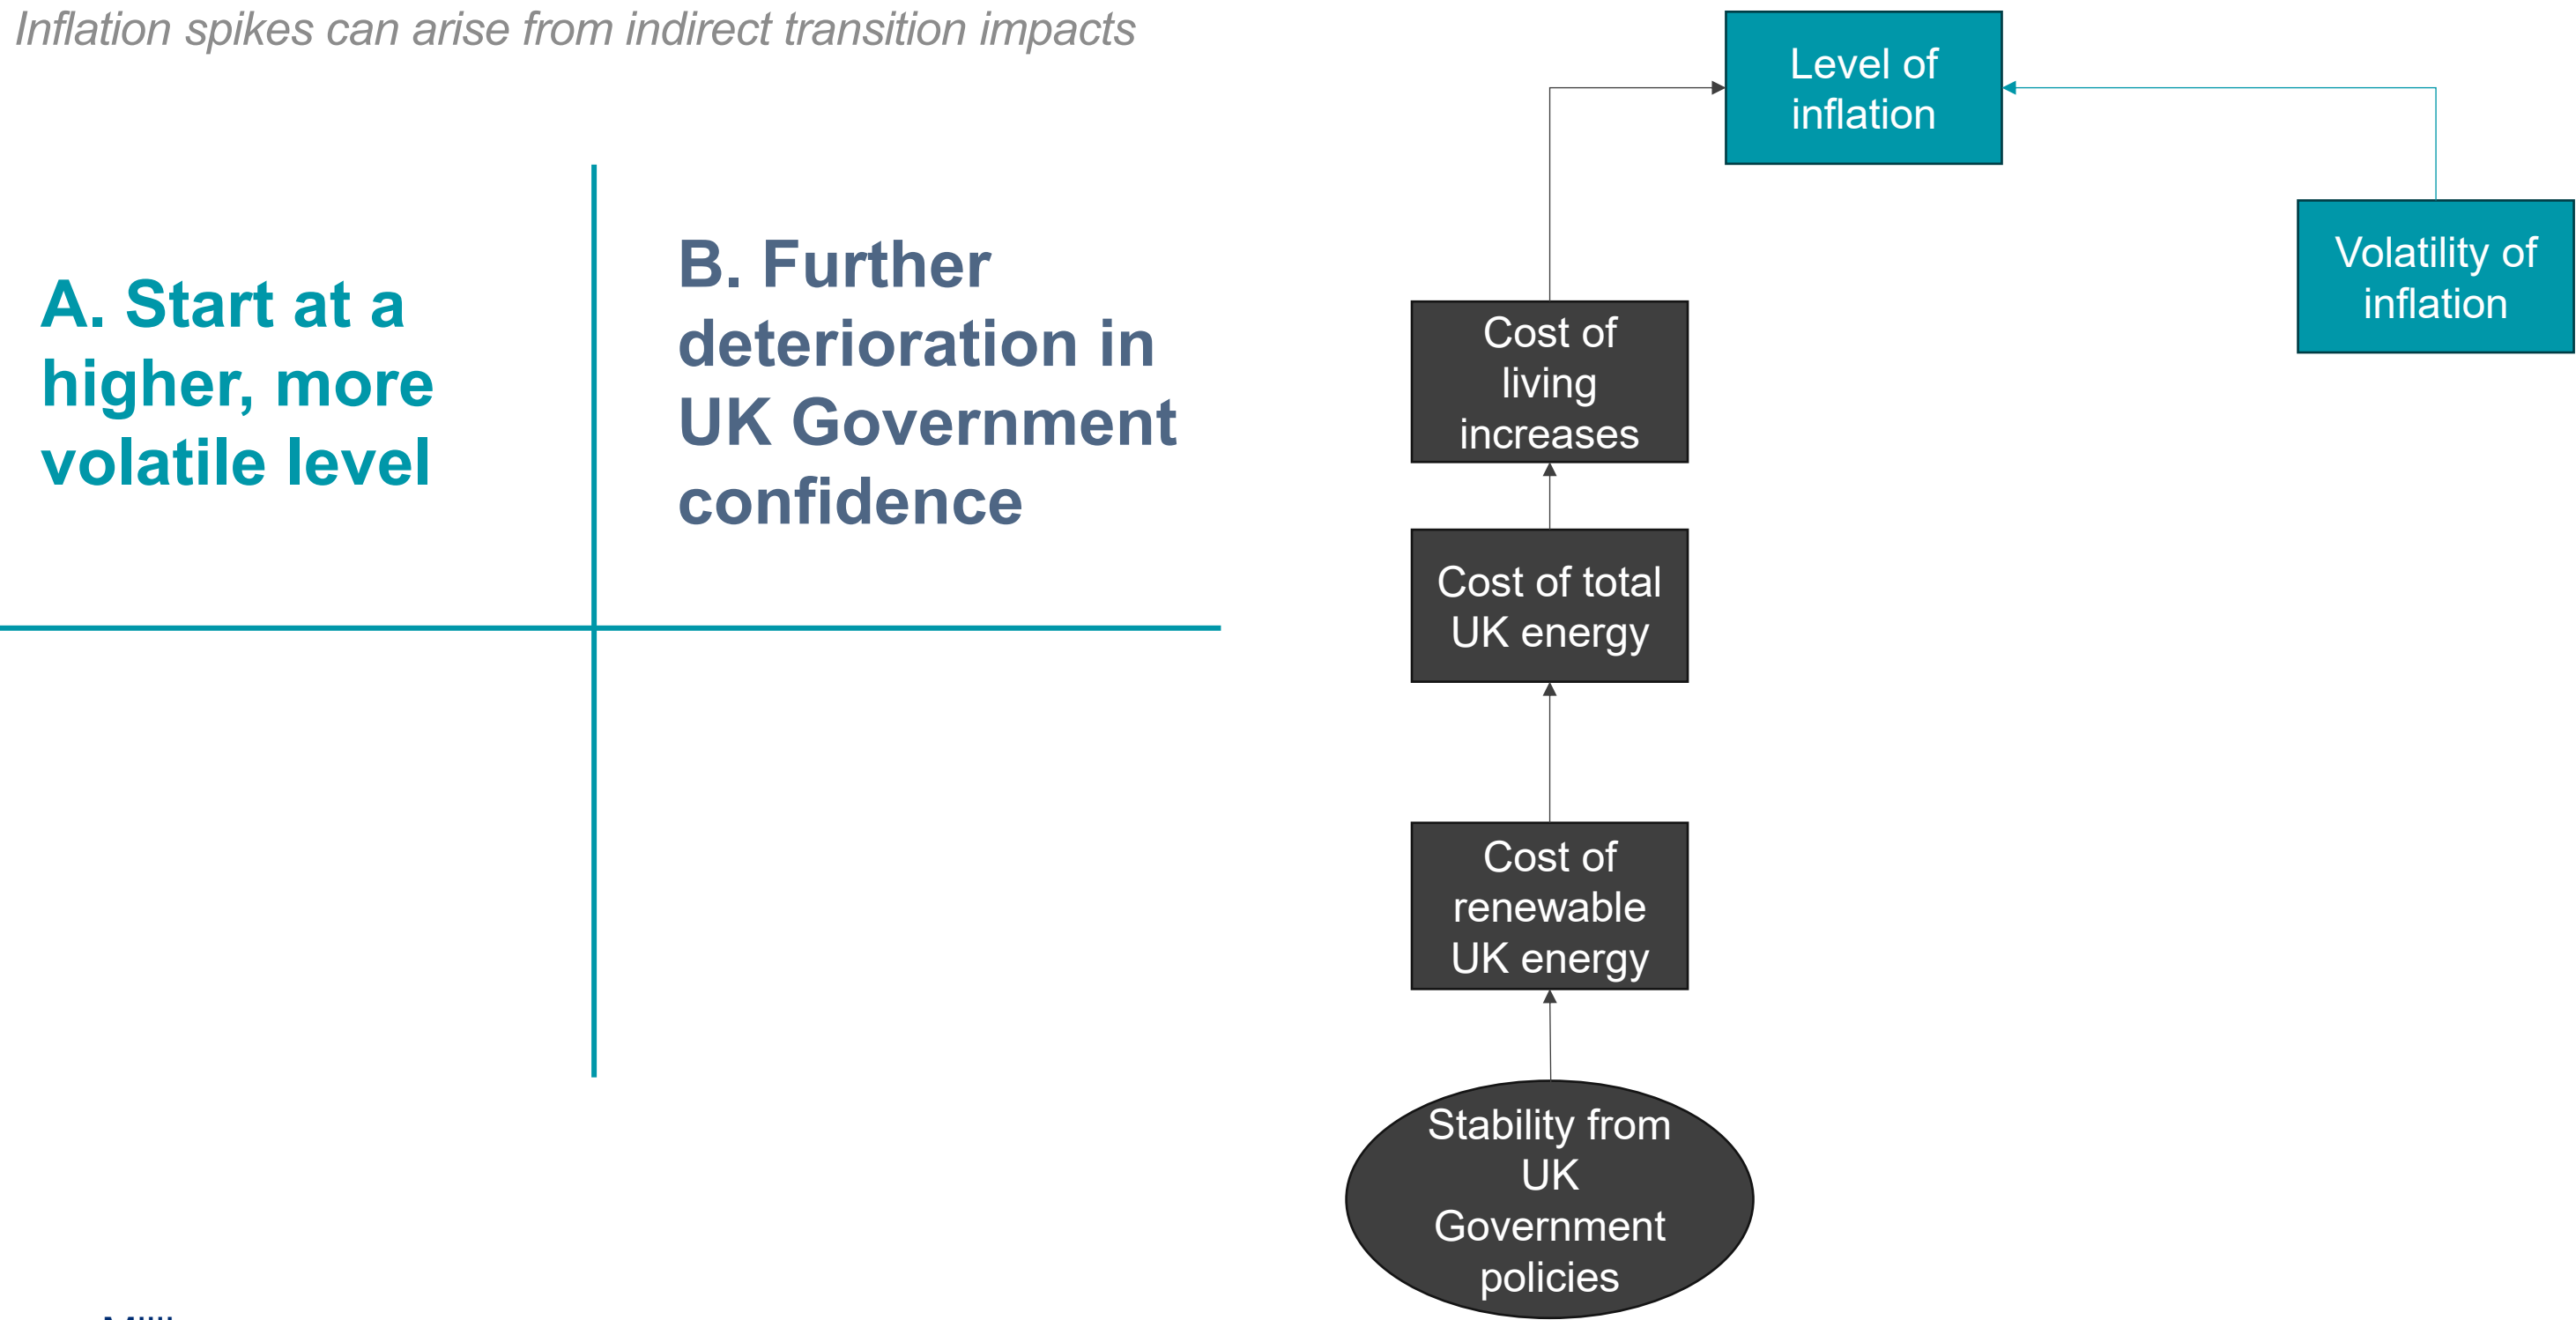 Inflation spikes can arise from indirect transition impacts
A. Start at a
higher, more
volatile level
B. Further
deterioration in
UK Government
confidence
Level of
inflation
Volatility of
inflation
Cost of
living
increases
Cost of total
UK energy
Cost of
renewable
UK energy
Stability from
UK
Government
policies